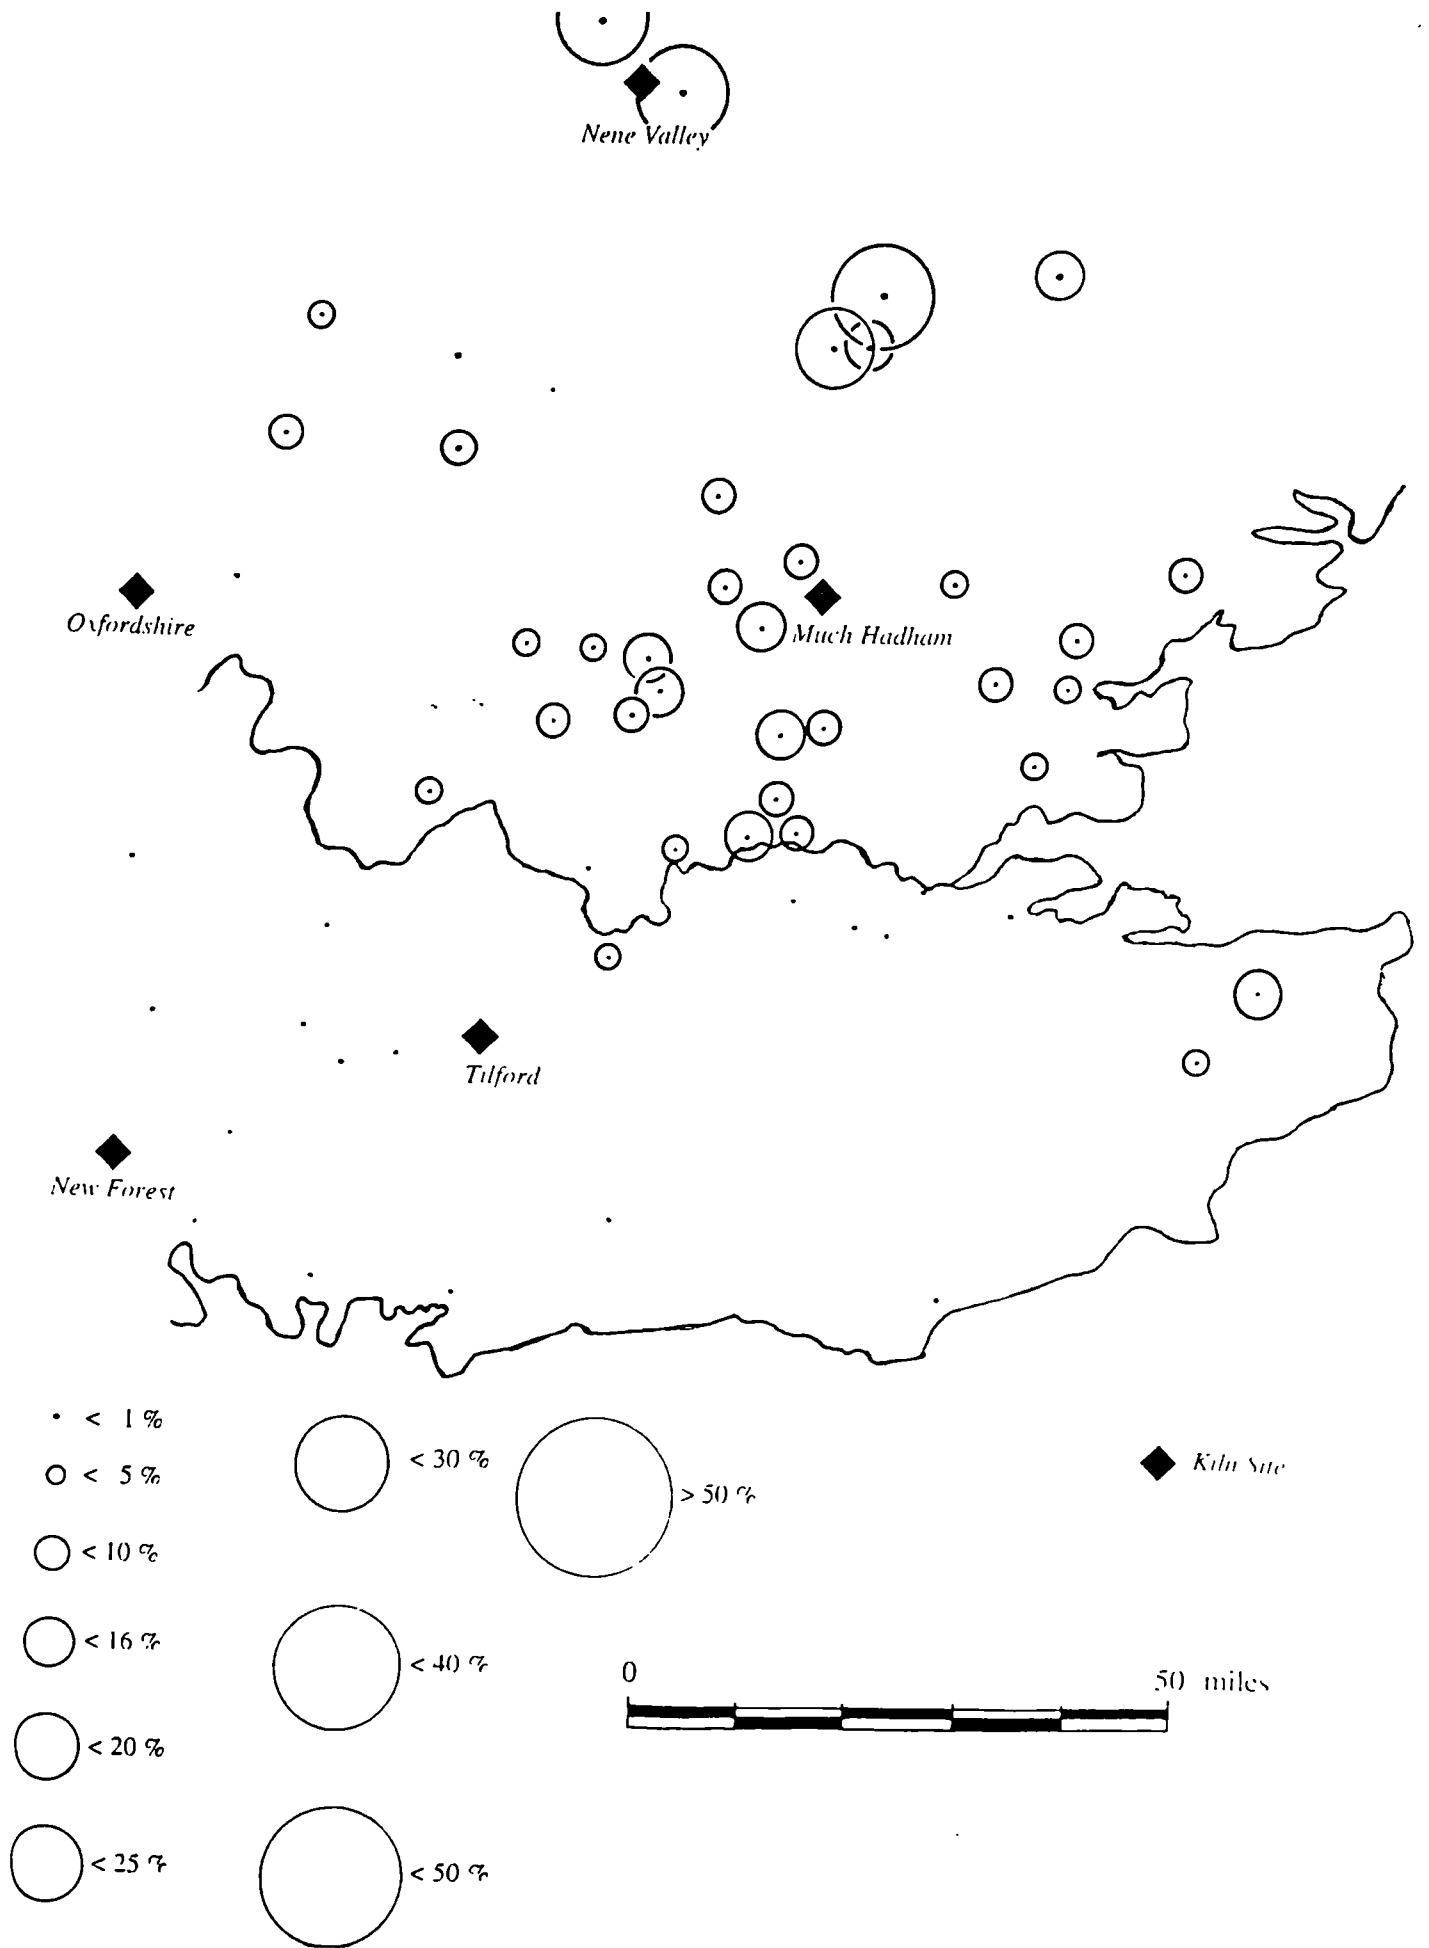 Nene Valley
Oxfordshire
Much Hadham
Tilford
New Forest
< 1 %
< 5 %
< 10 %
< 16 %
< 20 %
< 25 %
< 30 %
< 40 %
< 50 %
> 50 %
Kiln Site
0 50 miles